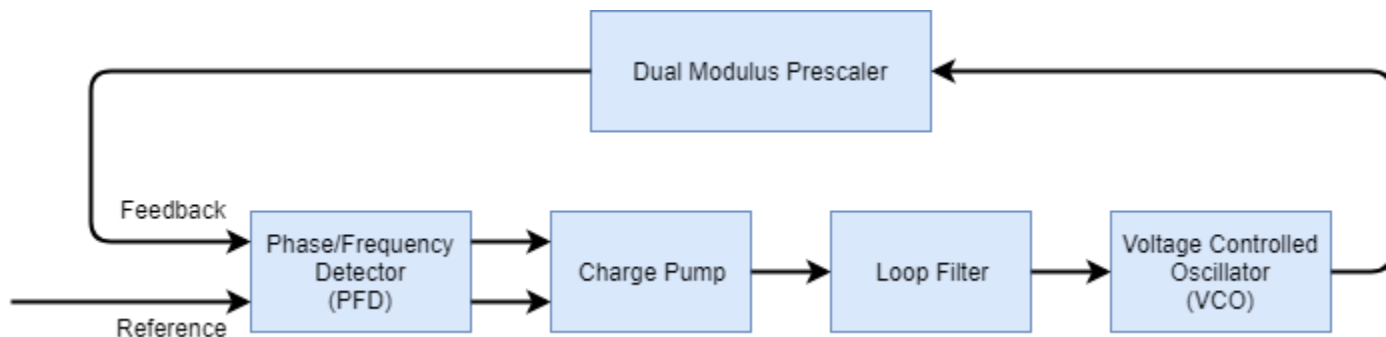 Dual Modulus Prescaler
Feedback
Phase/Frequency
Detector
(PFD)
Charge Pump
Loop Filter
Voltage Controlled
Oscillator
(VCO)
Reference